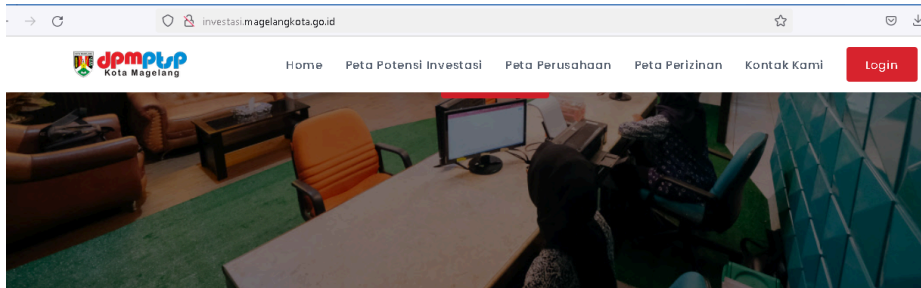 investasi.magelangkota.go.id
dpmptsp
Kota Magelang
Home Peta Potensi Investasi Peta Perusahaan Peta Perizinan Kontak Kami Login